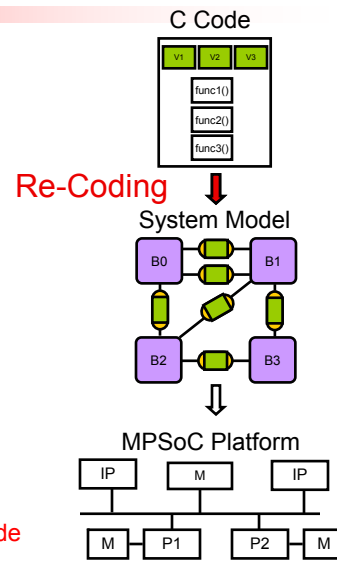 C Code
V1 V2 V3
func1()
func2()
func3()
Re-Coding
System Model
B0 B1
B2 B3
MPSoC Platform
IP M IP
de
M P1 P2 M